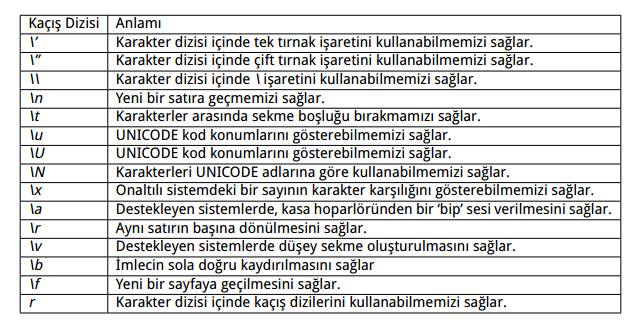 Kaçış Dizisi Anlamı
\’ Karakter dizisi içinde tek tırnak işaretini kullanabilmemizi sağlar.
\” Karakter dizisi içinde çift tırnak işaretini kullanabilmemizi sağlar.
\\ Karakter dizisi içinde \ işaretini kullanabilmemizi sağlar.
\n Yeni bir satıra geçmemizi sağlar.
\t Karakterler arasında sekme boşluğu bırakmamızı sağlar.
\u UNICODE kod konumlarını gösterebilmemizi sağlar.
\U UNICODE kod konumlarını gösterebilmemizi sağlar.
\N Karakterleri UNICODE adlarına göre kullanabilmemizi sağlar.
\x Onaltılı sistemdeki bir sayının karakter karşılığını gösterebilmemizi sağlar.
\a Destekleyen sistemlerde, kasa hoparlöründen bir ‘bip’ sesi verilmesini sağlar.
\r Aynı satırın başına dönülmesini sağlar.
\v Destekleyen sistemlerde düşey sekme oluşturulmasını sağlar.
\b İmlecin sola doğru kaydırılmasını sağlar
\f Yeni bir sayfaya geçilmesini sağlar.
r Karakter dizisi içinde kaçış dizilerini kullanabilmemizi sağlar.